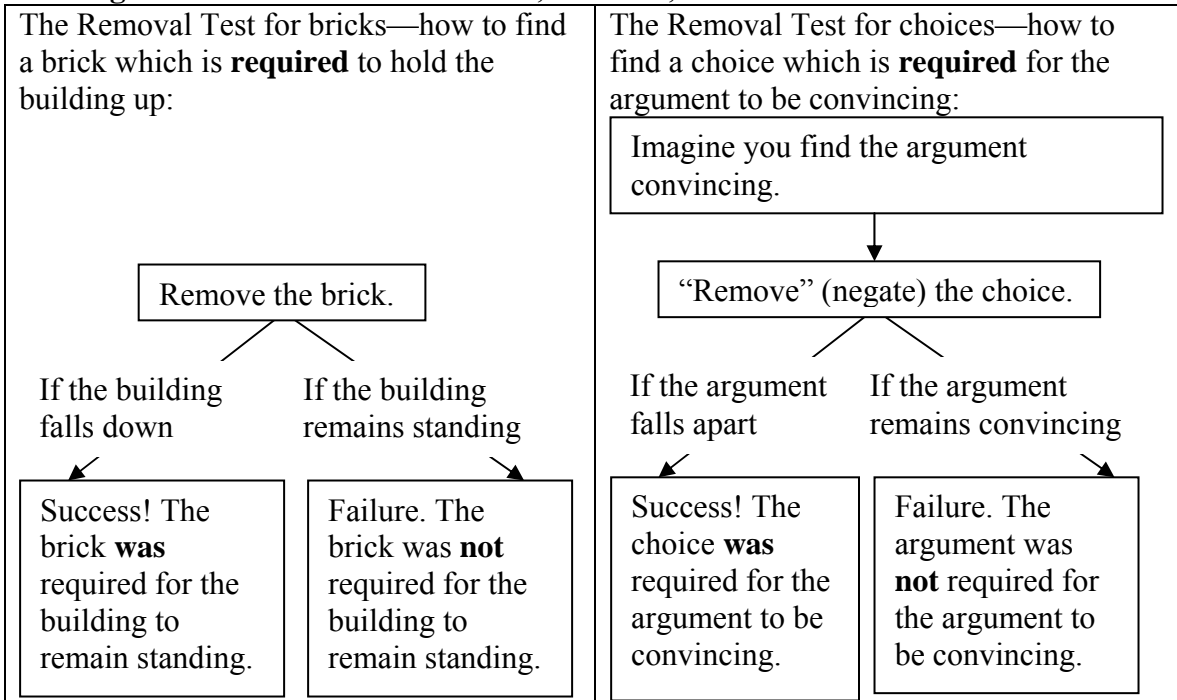 The Removal Test for bricks—how to find
a brick which is required to hold the
building up:
Remove the brick.
If the building
falls down
If the building
remains standing
Success! The
brick was
required for the
building to
remain standing.
Failure. The
brick was not
required for the
building to
remain standing.
The Removal Test for choices—how to
find a choice which is required for the
argument to be convincing:
Imagine you find the argument
convincing.
“Remove” (negate) the choice.
If the argument
falls apart
If the argument
remains convincing
Success! The
choice was
required for the
argument to be
convincing.
Failure. The
argument was
not required for
the argument to
be convincing.